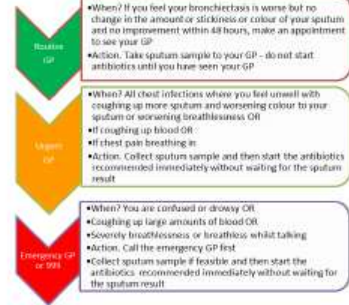 Routine
GP
•When? If you feel your bronchiectasis is worse but no
change in the amount or stickiness or colour of your sputum
and no improvement within 48 hours, make an appointment
to see your GP
•Action. Take sputum sample to your GP - do not start
antibiotics until you have seen your GP
Urgent
GP
•When? All chest infections where you feel unwell with
coughing up more sputum and worsening colour to your
sputum or worsening breathlessness OR
•If coughing up blood OR
•If chest pain breathing in
•Action. Collect sputum sample and then start the antibiotics
recommended immediately without waiting for the sputum
result
Emergency GP
or 999
•When? You are confused or drowsy OR
•Coughing up large amounts of blood OR
•Severely breathlessness or breathless whilst talking
•Action. Call the emergency GP first
•Collect sputum sample if feasible and then start the
antibiotics recommended immediately without waiting for
the sputum result